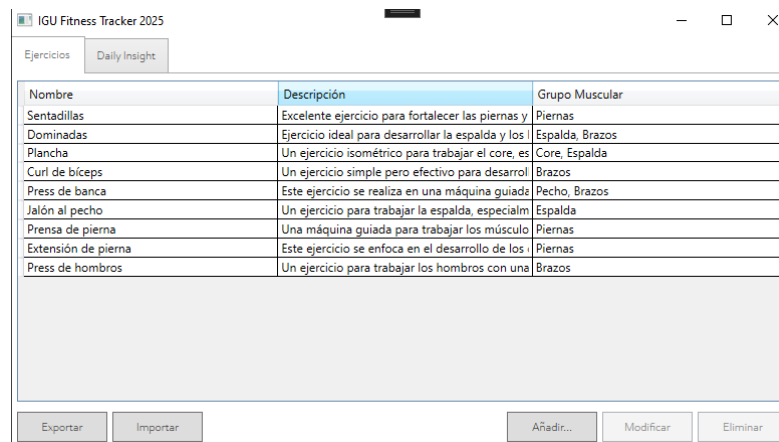 IGU Fitness Tracker 2025
Ejercicios Daily Insight
Nombre Descripción Grupo Muscular
Sentadillas Excelente ejercicio para fortalecer las piernas y Piernas
Dominadas Ejercicio ideal para desarrollar la espalda y los Espalda, Brazos
Plancha Un ejercicio isométrico para trabajar el core, es Core, Espalda
Curl de bíceps Un ejercicio simple pero efectivo para desarrol Brazos
Press de banca Este ejercicio se realiza en una máquina guiada Pecho, Brazos
Jalón al pecho Un ejercicio para trabajar la espalda, especialm Espalda
Prensa de pierna Una máquina guiada para trabajar los músculo Piernas
Extensión de pierna Este ejercicio se enfoca en el desarrollo de los Piernas
Press de hombros Un ejercicio para trabajar los hombros con una Brazos
Exportar Importar Añadir... Modificar Eliminar